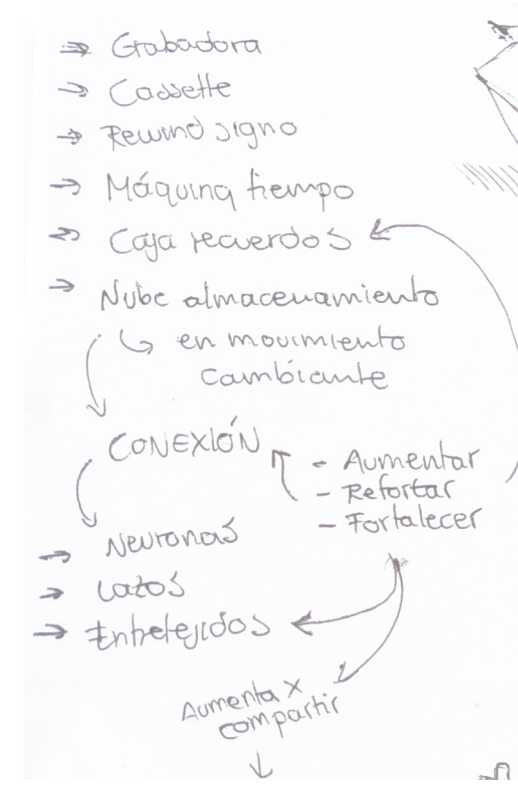 → Grabadora
→ Cassette
→ Rewind signo
→ Máquina tiempo
→ Caja recuerdos
→ Nube almacenamiento
en movimiento
cambiante
CONEXIÓN
- Aumentar
- Refortar
- Fortalecer
→ Neuronas
→ Lazos
→ Entretejidos
Aumenta x
compartir